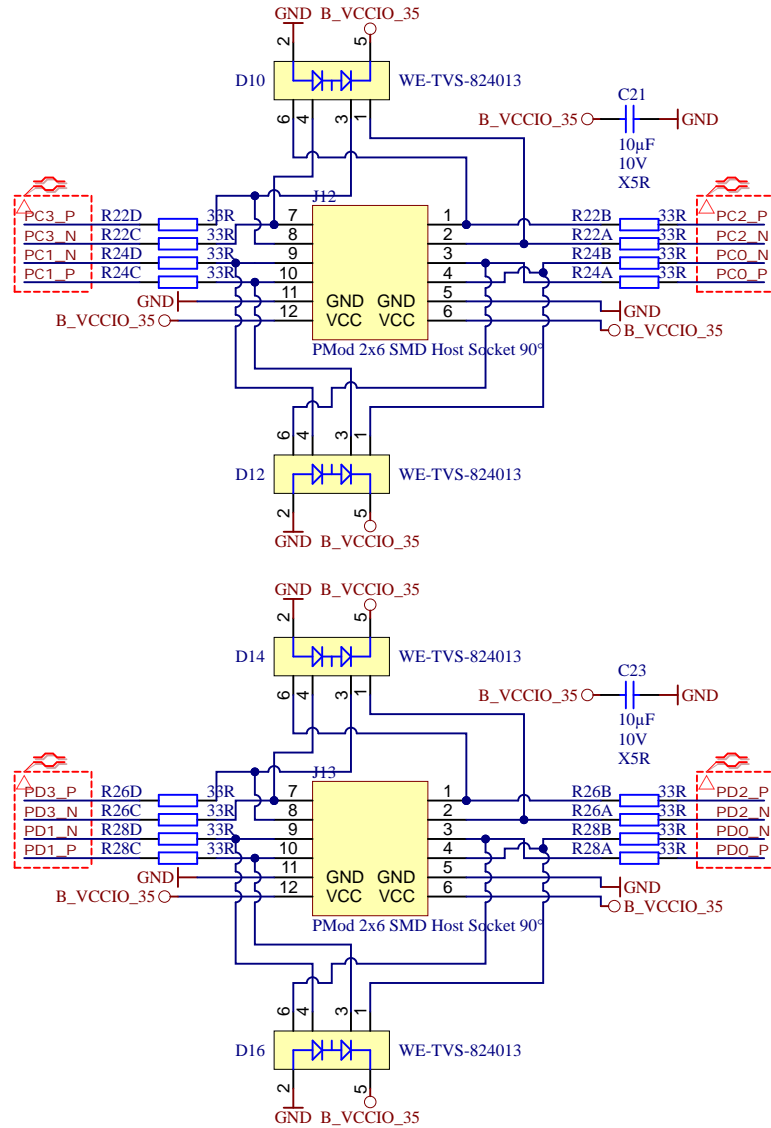 GND B_VCCIO_35
2 5
D10 WE-TVS-824013
6 4 3 1
C21
B_VCCIO_35 GND
10µF
10V
X5R
J12
PC3_P R22D 33R 7 1 R22B 33R PC2_P
PC3_N R22C 33R 8 2 R22A 33R PC2_N
PC1_N R24D 33R 9 3 R24B 33R PC0_N
PC1_P R24C 33R 10 4 R24A 33R PC0_P
GND 11 GND GND 5 GND
B_VCCIO_35 12 VCC VCC 6 B_VCCIO_35
PMod 2x6 SMD Host Socket 90°
6 4 3 1
D12 WE-TVS-824013
2 5
GND B_VCCIO_35
GND B_VCCIO_35
2 5
D14 WE-TVS-824013
6 4 3 1
C23
B_VCCIO_35 GND
10µF
10V
X5R
J13
PD3_P R26D 33R 7 1 R26B 33R PD2_P
PD3_N R26C 33R 8 2 R26A 33R PD2_N
PD1_N R28D 33R 9 3 R28B 33R PD0_N
PD1_P R28C 33R 10 4 R28A 33R PD0_P
GND 11 GND GND 5 GND
B_VCCIO_35 12 VCC VCC 6 B_VCCIO_35
PMod 2x6 SMD Host Socket 90°
6 4 3 1
D16 WE-TVS-824013
2 5
GND B_VCCIO_35